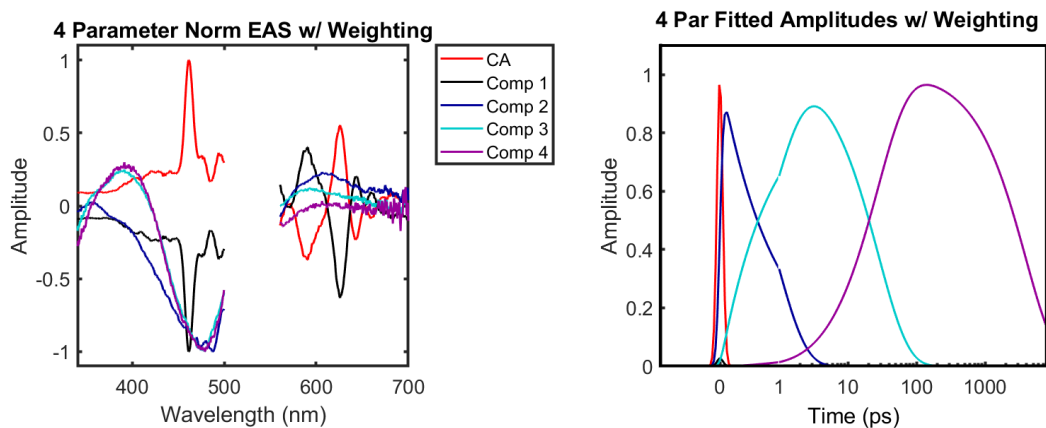 4 Parameter Norm EAS w/ Weighting
1
0.5
0
-0.5
-1
Amplitude
400 500 600 700
Wavelength (nm)
CA
Comp 1
Comp 2
Comp 3
Comp 4
4 Par Fitted Amplitudes w/ Weighting
1
0.8
0.6
0.4
0.2
0
Amplitude
0 1 10 100 1000
Time (ps)